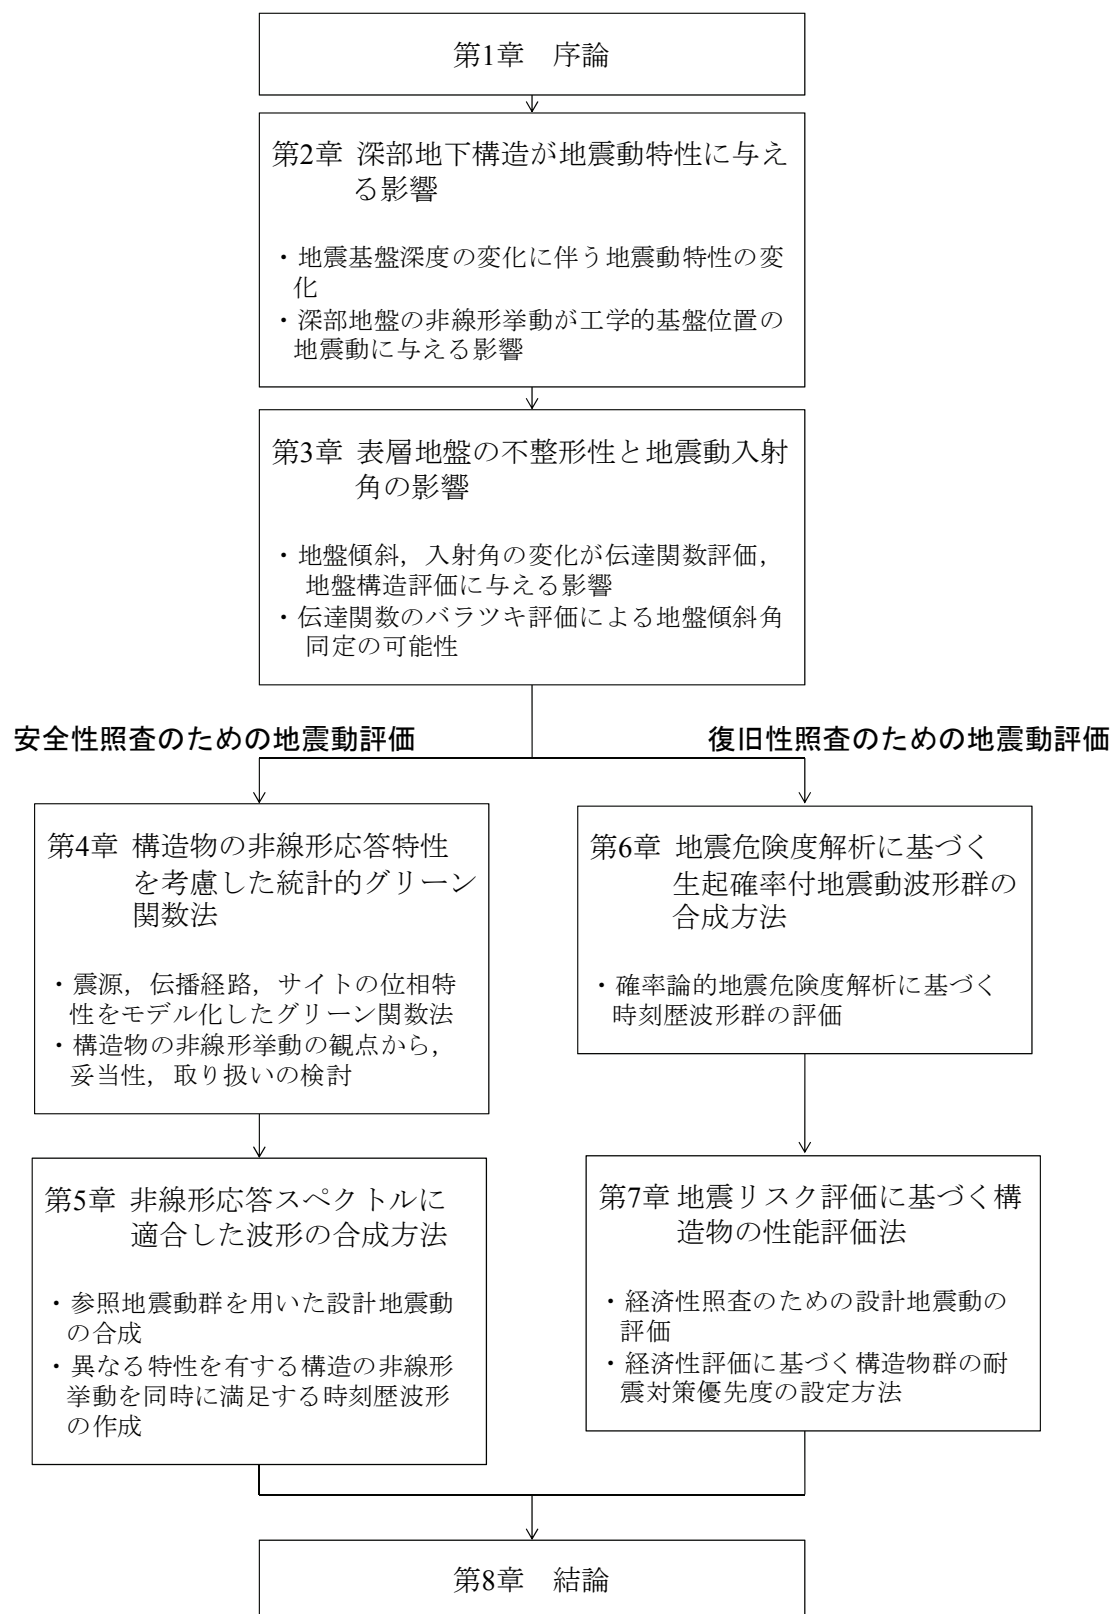 第1章　序論
第2章 深部地下構造が地震動特性に与え
る影響
・地震基盤深度の変化に伴う地震動特性の変
化
・深部地盤の非線形挙動が工学的基盤位置の
地震動に与える影響
第3章 表層地盤の不整形性と地震動入射
角の影響
・地盤傾斜，入射角の変化が伝達関数評価，
地盤構造評価に与える影響
・伝達関数のバラツキ評価による地盤傾斜角
同定の可能性
安全性照査のための地震動評価
復旧性照査のための地震動評価
第4章 構造物の非線形応答特性
を考慮した統計的グリーン
関数法
・震源，伝播経路，サイトの位相特
性をモデル化したグリーン関数法
・構造物の非線形挙動の観点から，
妥当性，取り扱いの検討
第5章 非線形応答スペクトルに
適合した波形の合成方法
・参照地震動群を用いた設計地震動
の合成
・異なる特性を有する構造の非線形
挙動を同時に満足する時刻歴波形
の作成
第6章 地震危険度解析に基づく
生起確率付地震動波形群の
合成方法
・確率論的地震危険度解析に基づく
時刻歴波形群の評価
第7章 地震リスク評価に基づく構
造物の性能評価法
・経済性照査のための設計地震動の
評価
・経済性評価に基づく構造物群の耐
震対策優先度の設定方法
第8章　結論